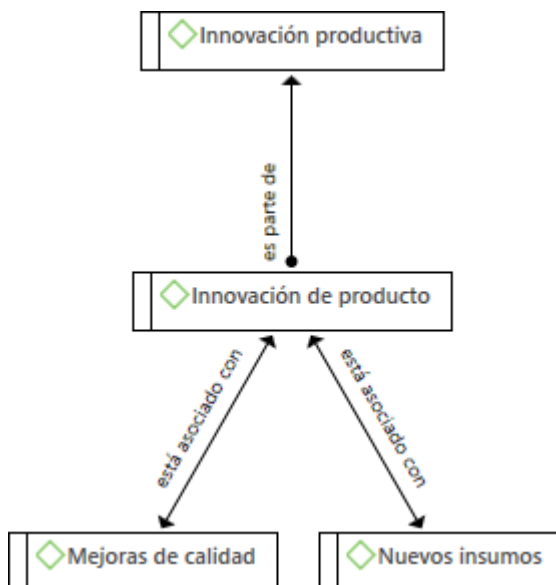 Innovación productiva
es parte de
Innovación de producto
está asociado con
está asociado con
Mejoras de calidad
Nuevos insumos